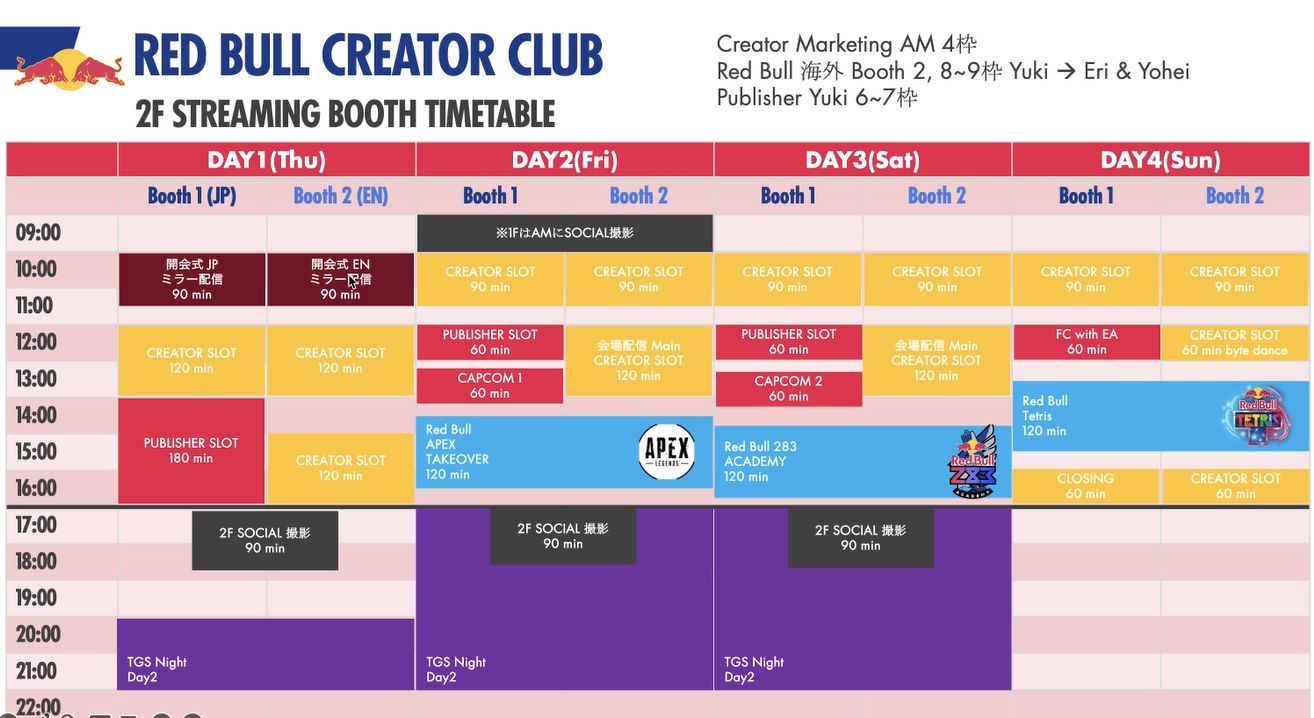 RED BULL CREATOR CLUB
2F STREAMING BOOTH TIMETABLE
Creator Marketing AM 4枠
Red Bull 海外 Booth 2, 8~9枠 Yuki → Eri & Yohei
Publisher Yuki 6~7枠
DAY1(Thu) DAY2(Fri) DAY3(Sat) DAY4(Sun)
Booth 1 (JP) Booth 2 (EN) Booth 1 Booth 2 Booth 1 Booth 2 Booth 1 Booth 2
09:00
※1FはAMにSOCIAL撮影
10:00
開会式 JP
ミラー配信
90 min
開会式 EN
ミラー配信
90 min
CREATOR SLOT
90 min
CREATOR SLOT
90 min
CREATOR SLOT
90 min
CREATOR SLOT
90 min
CREATOR SLOT
90 min
CREATOR SLOT
90 min
11:00
12:00
CREATOR SLOT
120 min
CREATOR SLOT
120 min
PUBLISHER SLOT
60 min
会場配信 Main
CREATOR SLOT
120 min
PUBLISHER SLOT
60 min
会場配信 Main
CREATOR SLOT
120 min
FC with EA
60 min
CREATOR SLOT
60 min byte dance
13:00
CAPCOM 1
60 min
CAPCOM 2
60 min
14:00
PUBLISHER SLOT
180 min
Red Bull
APEX
TAKEOVER
120 min
APEX
LEGENDS
Red Bull
Tetris
120 min
Red Bull
TETRIS
15:00
CREATOR SLOT
120 min
Red Bull 283
ACADEMY
120 min
Red Bull
283
ACADEMY
16:00
CLOSING
60 min
CREATOR SLOT
60 min
17:00
2F SOCIAL 撮影
90 min
2F SOCIAL 撮影
90 min
2F SOCIAL 撮影
90 min
18:00
19:00
20:00
21:00
TGS Night
Day2
TGS Night
Day2
TGS Night
Day2
22:00